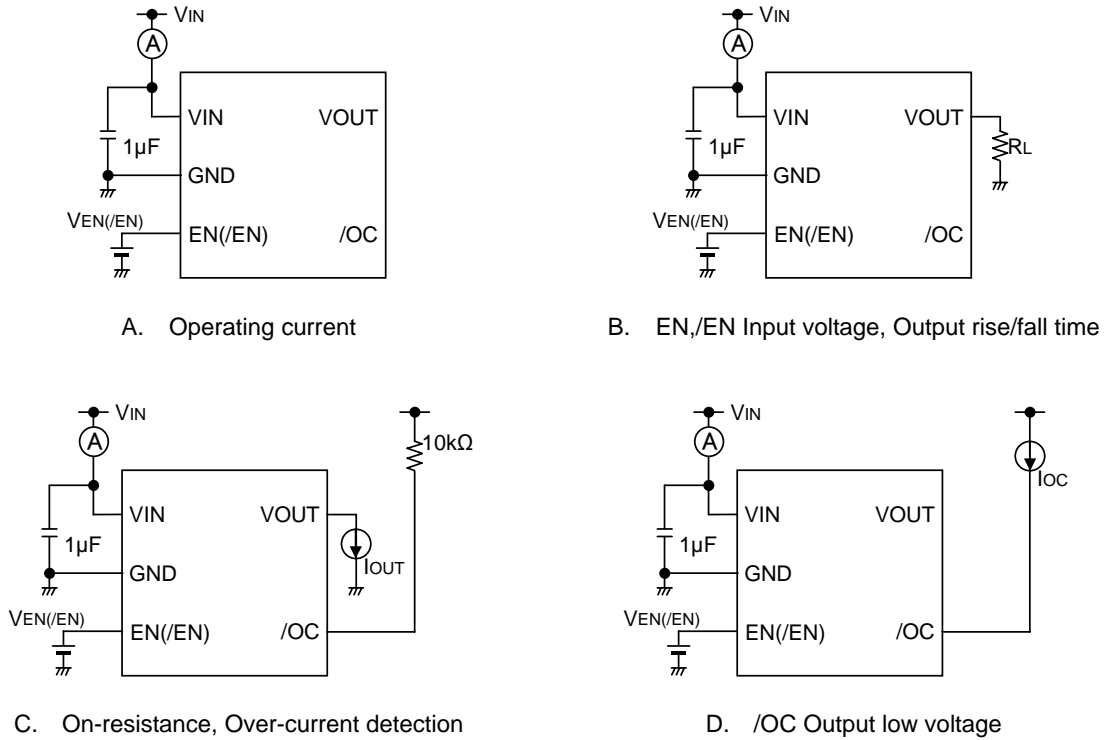 VIN
A
VIN VOUT
1µF
GND
VEN(/EN)
EN(/EN) /OC
A. Operating current
VIN
A
VIN VOUT
1µF RL
GND
VEN(/EN)
EN(/EN) /OC
B. EN,/EN Input voltage, Output rise/fall time
VIN
A 10kΩ
VIN VOUT
1µF IOUT
GND
VEN(/EN)
EN(/EN) /OC
C. On-resistance, Over-current detection
VIN
A IOC
VIN VOUT
1µF
GND
VEN(/EN)
EN(/EN) /OC
D. /OC Output low voltage